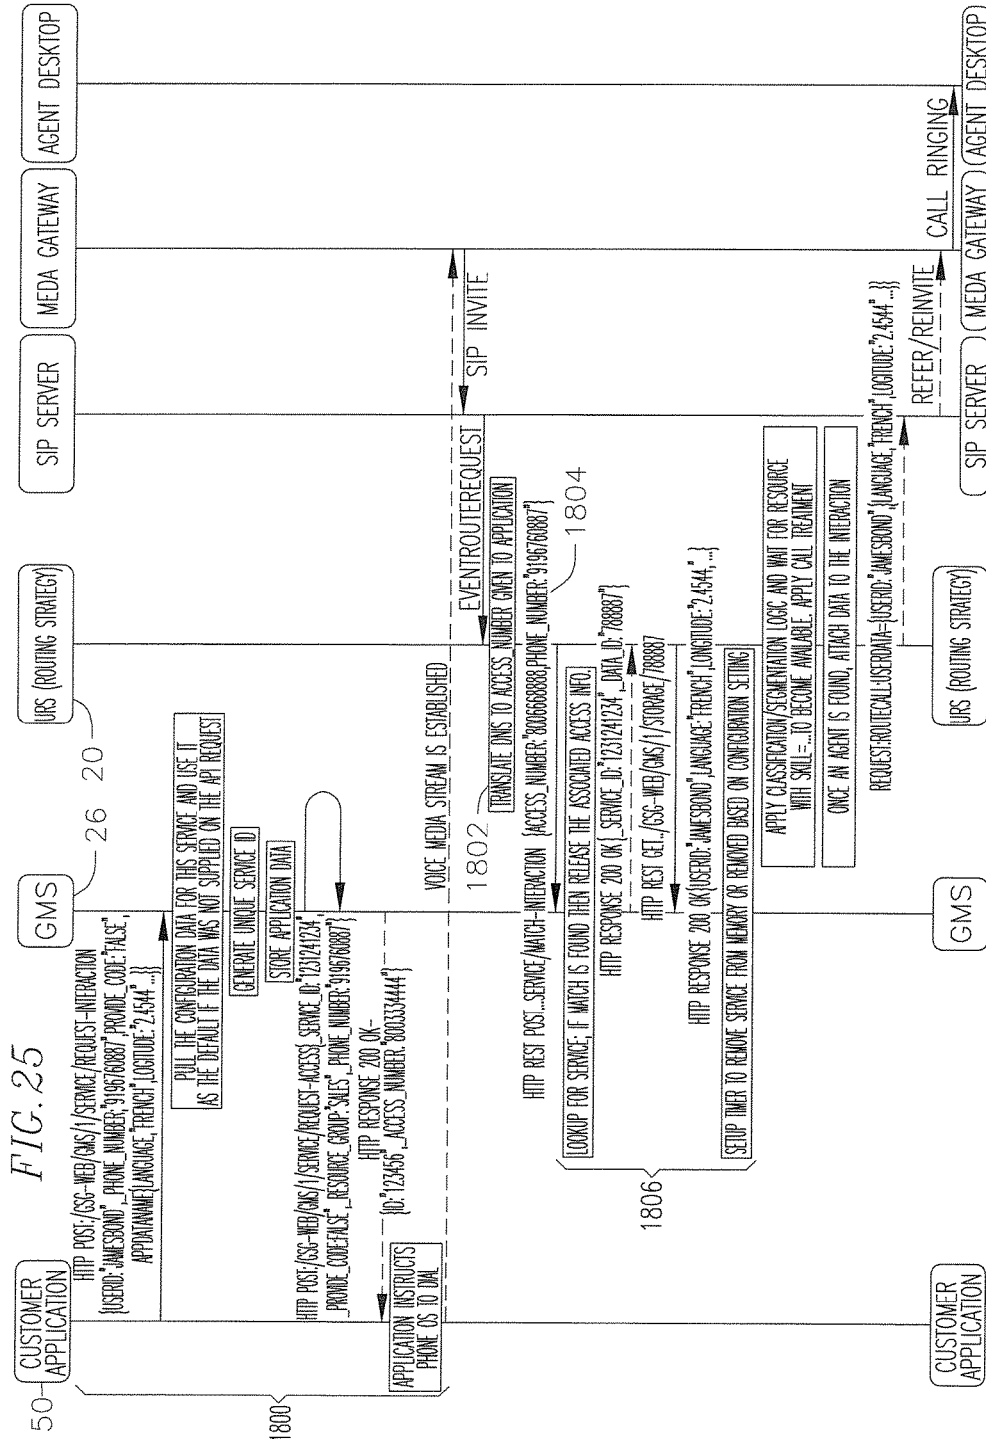 FIG.25
50
CUSTOMER
APPLICATION
GMS
26
URS (ROUTING STRATEGY)
20
SIP SERVER
MEDA GATEWAY
AGENT DESKTOP
HTTP POST:/GSG-WEB/GMS/1/SERVICE/REQUEST-INTERACTION
{USERID:"JAMESBOND",_PHONE_NUMBER;"9196760887",PROVIDE_CODE:"FALSE",
APPDATANAME{LANGUAGE,"FRENCH",LOGITUDE:"2.4544"...}}
PULL THE CONFIGURATION DATA FOR THIS SERVICE AND USE IT
AS THE DEFAULT IF THE DATA WAS NOT SUPPLIED ON THE API REQUEST
GENERATE UNIQUE SERVICE ID
STORE APPLICATION DATA
1800
HTTP POST:/GSG-WEB/GMS/1/SERVICE/REQUEST-ACCESS{_SERVICE_ID:"1231241234",
_PROVIDE_CODE:FALSE",_RESOURCE_GROUP:"SALES",_PHONE_NUMBER:"9196760887"}
HTTP RESPONSE 200 OK-
{ID:"123456",_ACCESS_NUMBER:"8003334444"}
APPLICATION INSTRUCTS
PHONE OS TO DIAL
VOICE MEDIA STREAM IS ESTABLISHED
SIP INVITE
EVENTROUTEREQUEST
1802
TRANSLATE DNIS TO ACCESS_NUMBER GIVEN TO APPLICATION
HTTP REST POST...SERVICE/MATCH-INTERACTION {ACCESS_NUMBER:"8006668888,PHONE_NUMBER:"9196760887"}
1804
LOOKUP FOR SERVICE; IF MATCH IS FOUND THEN RELEASE THE ASSOCIATED ACCESS INFO.
HTTP RESPONSE 200 OK{_SERVICE_ID:"1231241234",_DATA_ID:"78887"}
HTTP REST GET../GSG-WEB/GMS/1/STORAGE/78887
1806
HTTP RESPONSE 200 OK{USERID:"JAMESBOND",LANGUAGE"FRENCH",LONGITUDE:"2.4544,"...}
SETUP TIMER TO REMOVE SERVICE FROM MEMORY OR REMOVED BASED ON CONFIGURATION SETTING
APPLY CLASSIFICATION/SEGMENTATION LOGIC AND WAIT FOR RESOURCE
WITH SKILL=...TO BECOME AVAILABLE. APPLY CALL TREATMENT
ONCE AN AGENT IS FOUND, ATTACH DATA TO THE INTERACTION
REQUEST:ROUTECALL:USERDATA={USERID:"JAMESBOND",{LANGUAGE,"FRENCH",LOGITUDE:"2.4544"...}}
REFER/REINVITE
CALL RINGING
CUSTOMER
APPLICATION
GMS
URS (ROUTING STRATEGY)
SIP SERVER
MEDA GATEWAY
AGENT DESKTOP